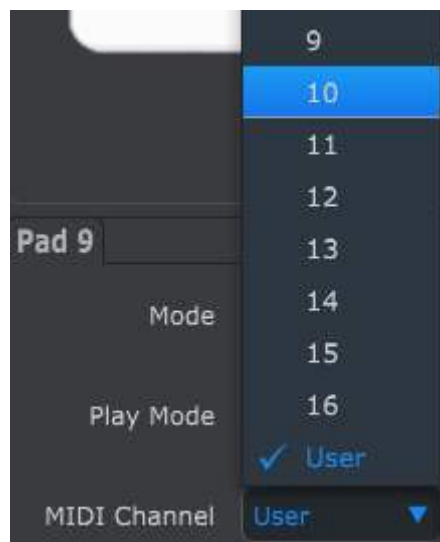 9
10
11
12
Pad 9
13
14
Mode
15
16
Play Mode
✓ User
MIDI Channel User ▼